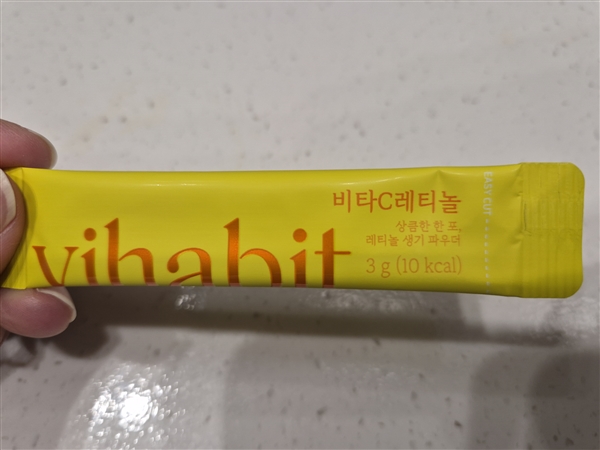 비타C레티놀
상큼한 한 포,
레티놀 생기 파우더
3 g (10 kcal)
vihabit
EASY CUT